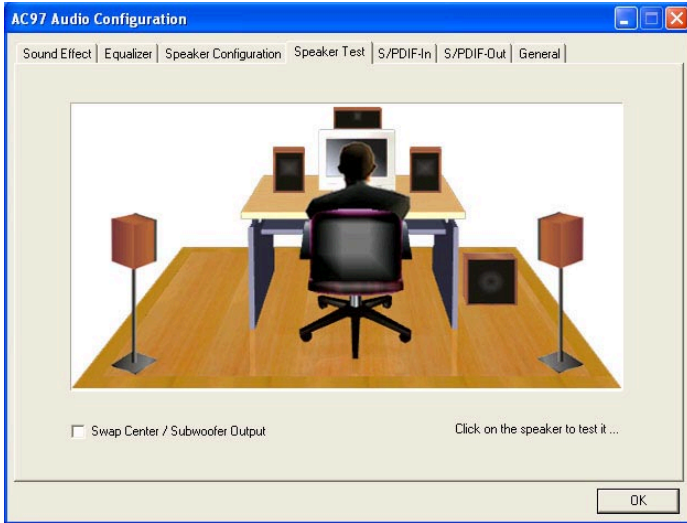 AC97 Audio Configuration
Sound Effect Equalizer Speaker Configuration Speaker Test S/PDIF-In S/PDIF-Out General
Swap Center / Subwoofer Output Click on the speaker to test it ...
OK